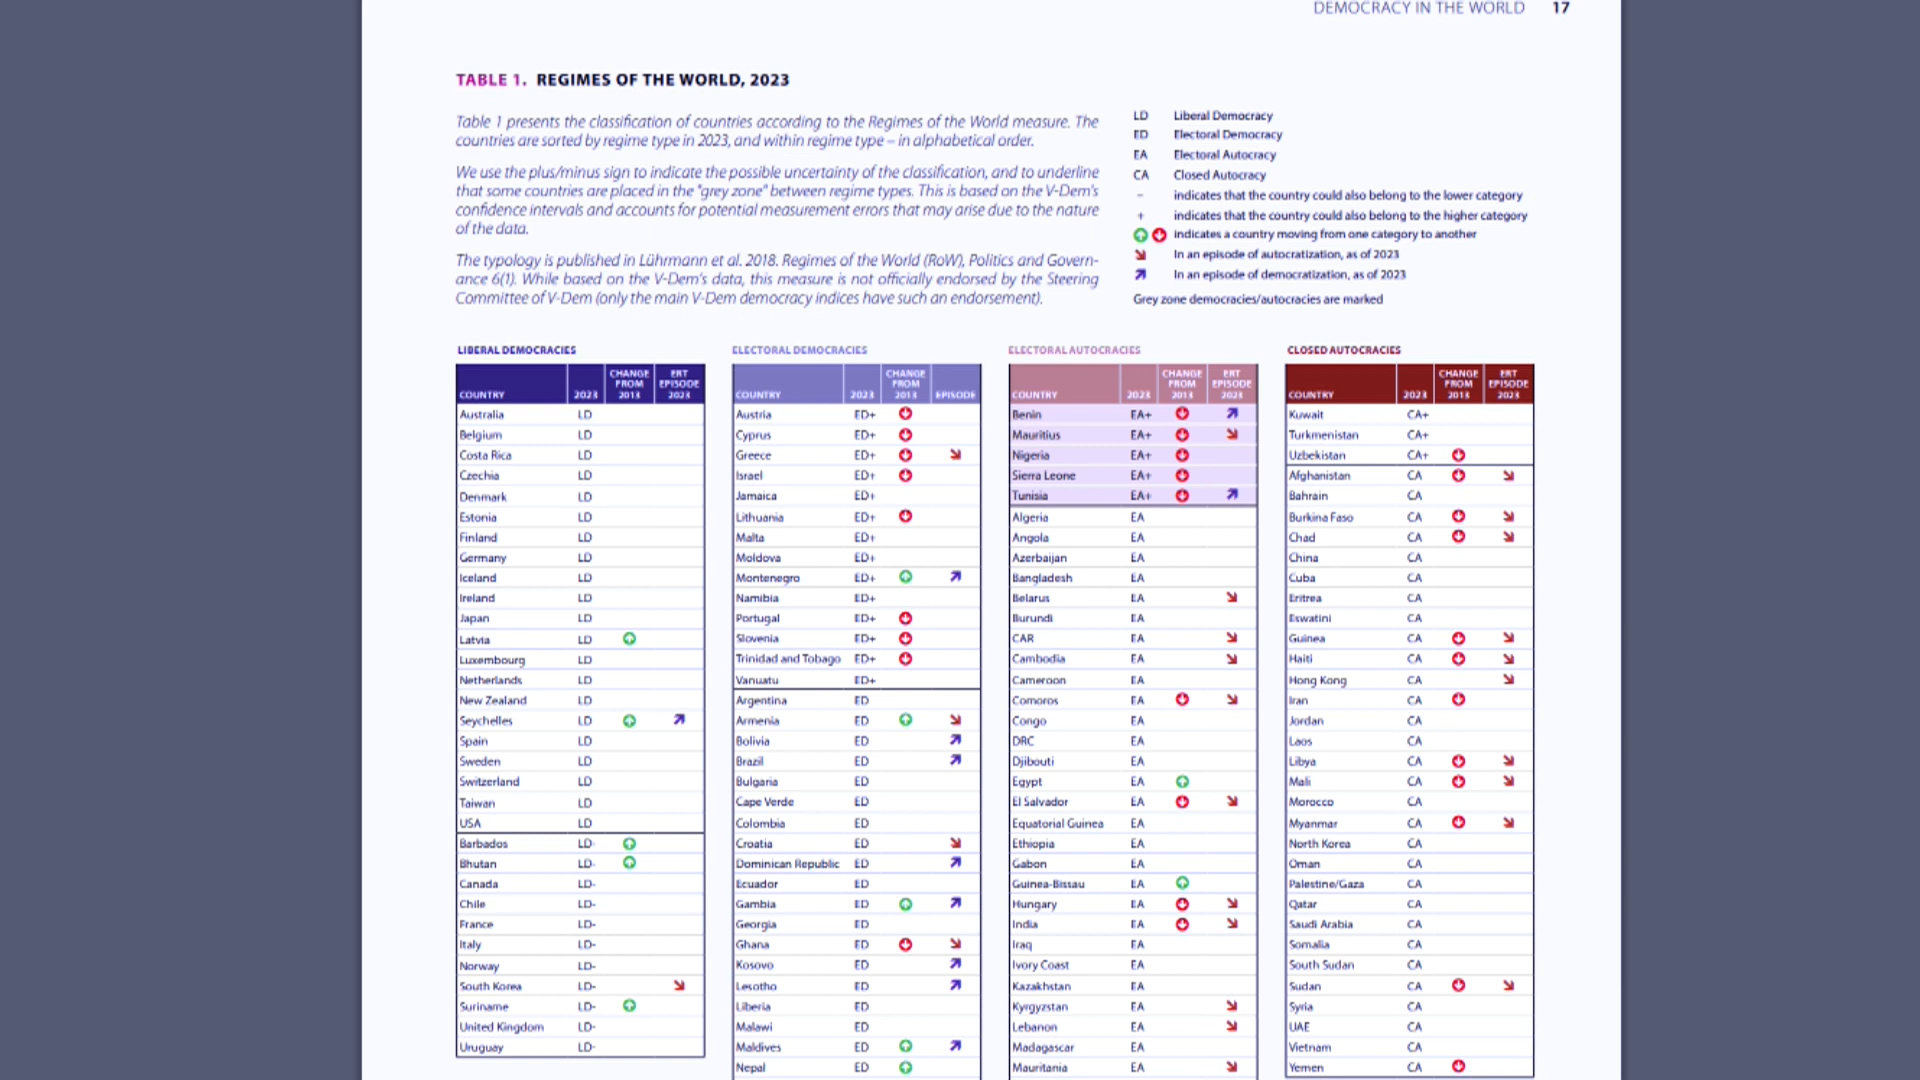 DEMOCRACY IN THE WORLD 17
TABLE 1. REGIMES OF THE WORLD, 2023
Table 1 presents the classification of countries according to the Regimes of the World measure. The
countries are sorted by regime type in 2023, and within regime type – in alphabetical order.
We use the plus/minus sign to indicate the possible uncertainty of the classification, and to underline
that some countries are placed in the "grey zone" between regime types. This is based on the V-Dem's
confidence intervals and accounts for potential measurement errors that may arise due to the nature
of the data.
The typology is published in Lührmann et al. 2018. Regimes of the World (RoW), Politics and Govern-
ance 6(1). While based on the V-Dem's data, this measure is not officially endorsed by the Steering
Committee of V-Dem (only the main V-Dem democracy indices have such an endorsement).
LD Liberal Democracy
ED Electoral Democracy
EA Electoral Autocracy
CA Closed Autocracy
– indicates that the country could also belong to the lower category
+ indicates that the country could also belong to the higher category
indicates a country moving from one category to another
In an episode of autocratization, as of 2023
In an episode of democratization, as of 2023
Grey zone democracies/autocracies are marked
LIBERAL DEMOCRACIES
COUNTRY 2023 CHANGE FROM 2013 ERT EPISODE 2023
Australia LD
Belgium LD
Costa Rica LD
Czechia LD
Denmark LD
Estonia LD
Finland LD
Germany LD
Iceland LD
Ireland LD
Japan LD
Latvia LD
Luxembourg LD
Netherlands LD
New Zealand LD
Seychelles LD
Spain LD
Sweden LD
Switzerland LD
Taiwan LD
USA LD
Barbados LD-
Bhutan LD-
Canada LD-
Chile LD-
France LD-
Italy LD-
Norway LD-
South Korea LD-
Suriname LD-
United Kingdom LD-
Uruguay LD-
ELECTORAL DEMOCRACIES
COUNTRY 2023 CHANGE FROM 2013 EPISODE
Austria ED+
Cyprus ED+
Greece ED+
Israel ED+
Jamaica ED+
Lithuania ED+
Malta ED+
Moldova ED+
Montenegro ED+
Namibia ED+
Portugal ED+
Slovenia ED+
Trinidad and Tobago ED+
Vanuatu ED+
Argentina ED
Armenia ED
Bolivia ED
Brazil ED
Bulgaria ED
Cape Verde ED
Colombia ED
Croatia ED
Dominican Republic ED
Ecuador ED
Gambia ED
Georgia ED
Ghana ED
Kosovo ED
Lesotho ED
Liberia ED
Malawi ED
Maldives ED
Nepal ED
ELECTORAL AUTOCRACIES
COUNTRY 2023 CHANGE FROM 2013 ERT EPISODE 2023
Benin EA+
Mauritius EA+
Nigeria EA+
Sierra Leone EA+
Tunisia EA+
Algeria EA
Angola EA
Azerbaijan EA
Bangladesh EA
Belarus EA
Burundi EA
CAR EA
Cambodia EA
Cameroon EA
Comoros EA
Congo EA
DRC EA
Djibouti EA
Egypt EA
El Salvador EA
Equatorial Guinea EA
Ethiopia EA
Gabon EA
Guinea-Bissau EA
Hungary EA
India EA
Iraq EA
Ivory Coast EA
Kazakhstan EA
Kyrgyzstan EA
Lebanon EA
Madagascar EA
Mauritania EA
CLOSED AUTOCRACIES
COUNTRY 2023 CHANGE FROM 2013 ERT EPISODE 2023
Kuwait CA+
Turkmenistan CA+
Uzbekistan CA+
Afghanistan CA
Bahrain CA
Burkina Faso CA
Chad CA
China CA
Cuba CA
Eritrea CA
Eswatini CA
Guinea CA
Haiti CA
Hong Kong CA
Iran CA
Jordan CA
Laos CA
Libya CA
Mali CA
Morocco CA
Myanmar CA
North Korea CA
Oman CA
Palestine/Gaza CA
Qatar CA
Saudi Arabia CA
Somalia CA
South Sudan CA
Sudan CA
Syria CA
UAE CA
Vietnam CA
Yemen CA